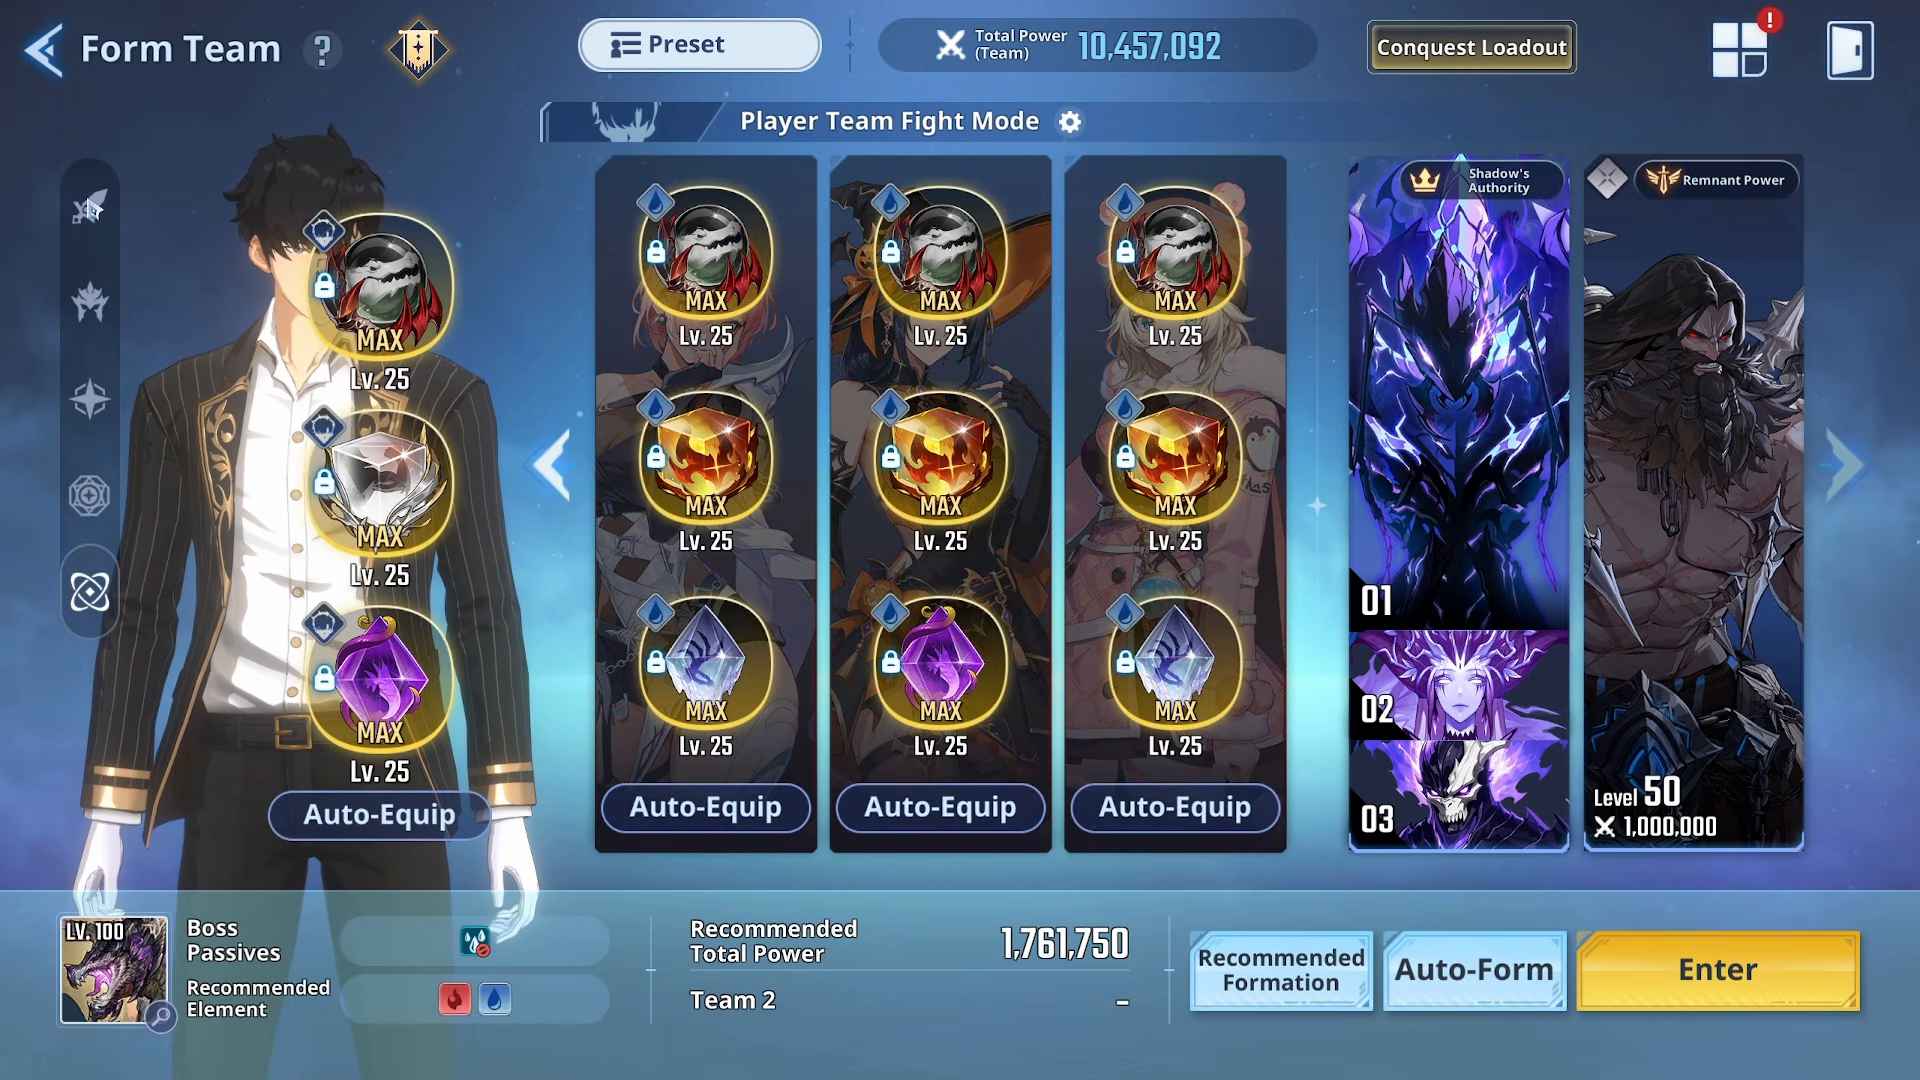 Form Team
?
Preset
Total Power
(Team)
10,457,092
Conquest Loadout
!
Player Team Fight Mode
MAX
Lv. 25
MAX
Lv. 25
MAX
Lv. 25
Auto-Equip
MAX
Lv. 25
MAX
Lv. 25
MAX
Lv. 25
Auto-Equip
MAX
Lv. 25
MAX
Lv. 25
MAX
Lv. 25
Auto-Equip
MAX
Lv. 25
MAX
Lv. 25
MAX
Lv. 25
Auto-Equip
Shadow's
Authority
01
02
03
Remnant Power
Level 50
1,000,000
LV. 100
Boss
Passives
Recommended
Element
Recommended
Total Power
1,761,750
Team 2
–
Recommended
Formation
Auto-Form
Enter